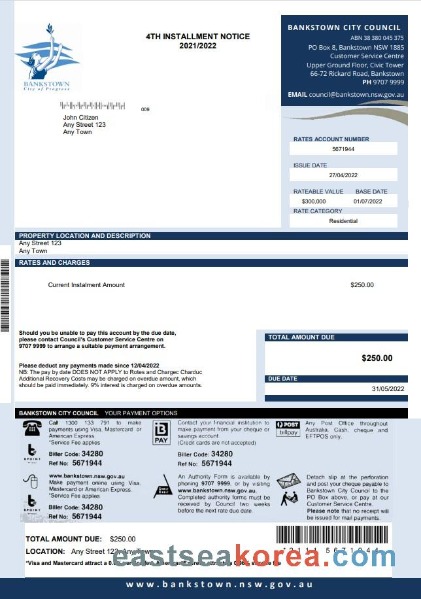 BANKSTOWN
City of Progress
4TH INSTALLMENT NOTICE
2021/2022
BANKSTOWN CITY COUNCIL
ABN 38 380 045 375
PO Box 8, Bankstown NSW 1885
Customer Service Centre
Upper Ground Floor, Civic Tower
66-72 Rickard Road, Bankstown
PH 9707 9999
EMAIL council@bankstown.nsw.gov.au
009
John Citizen
Any Street 123
Any Town
RATES ACCOUNT NUMBER
5671944
ISSUE DATE
27/04/2022
RATEABLE VALUE BASE DATE
$300,000 01/07/2022
RATE CATEGORY
Residential
PROPERTY LOCATION AND DESCRIPTION
Any Street 123
Any Town
RATES AND CHARGES
Current Instalment Amount $250.00
Should you be unable to pay this account by the due date,
please contact Council's Customer Service Centre on
9707 9999 to arrange a suitable payment arrangement.
Please deduct any payments made since 12/04/2022
NB: The pay by date DOES NOT APPLY to Rates and Charges
Additional Recovery Costs may be charged on overdue amount, which
should be paid immediately. 9% interest is charged on overdue amounts.
TOTAL AMOUNT DUE
$250.00
DUE DATE
31/05/2022
BANKSTOWN CITY COUNCIL YOUR PAYMENT OPTIONS
Call 1300 133 791 to make
payments using Visa, Mastercard or
American Express
*Service Fee applies
Biller Code: 34280
Ref No: 5671944
www.bankstown.nsw.gov.au
Make payment online using Visa,
Mastercard or American Express.
*Service Fee applies
Biller Code: 34280
Ref No: 5671944
B
PAY
Contact your financial institution to
make payment from your cheque or
savings account
(Credit cards are not accepted)
Biller Code: 34280
Ref No: 5671944
An Authority Form is available by
phoning 9707 9999, or by visiting
www.bankstown.nsw.gov.au.
Completed authority forms must be
received by Council two weeks
before the next rate due date.
POST
billpay
Any Post Office throughout
Australia. Cash, cheque and
EFTPOS only.
Detach slip at the perforation
and post your cheque payable to
Bankstown City Council to the
PO Box above, or pay at our
Customer Service Centre.
Please note that no receipt will
be issued for mail payments.
TOTAL AMOUNT DUE: $250.00
LOCATION: Any Street 123, Any Town
*Visa and Mastercard attract a
eastseakorea.com
www.bankstown.nsw.gov.au